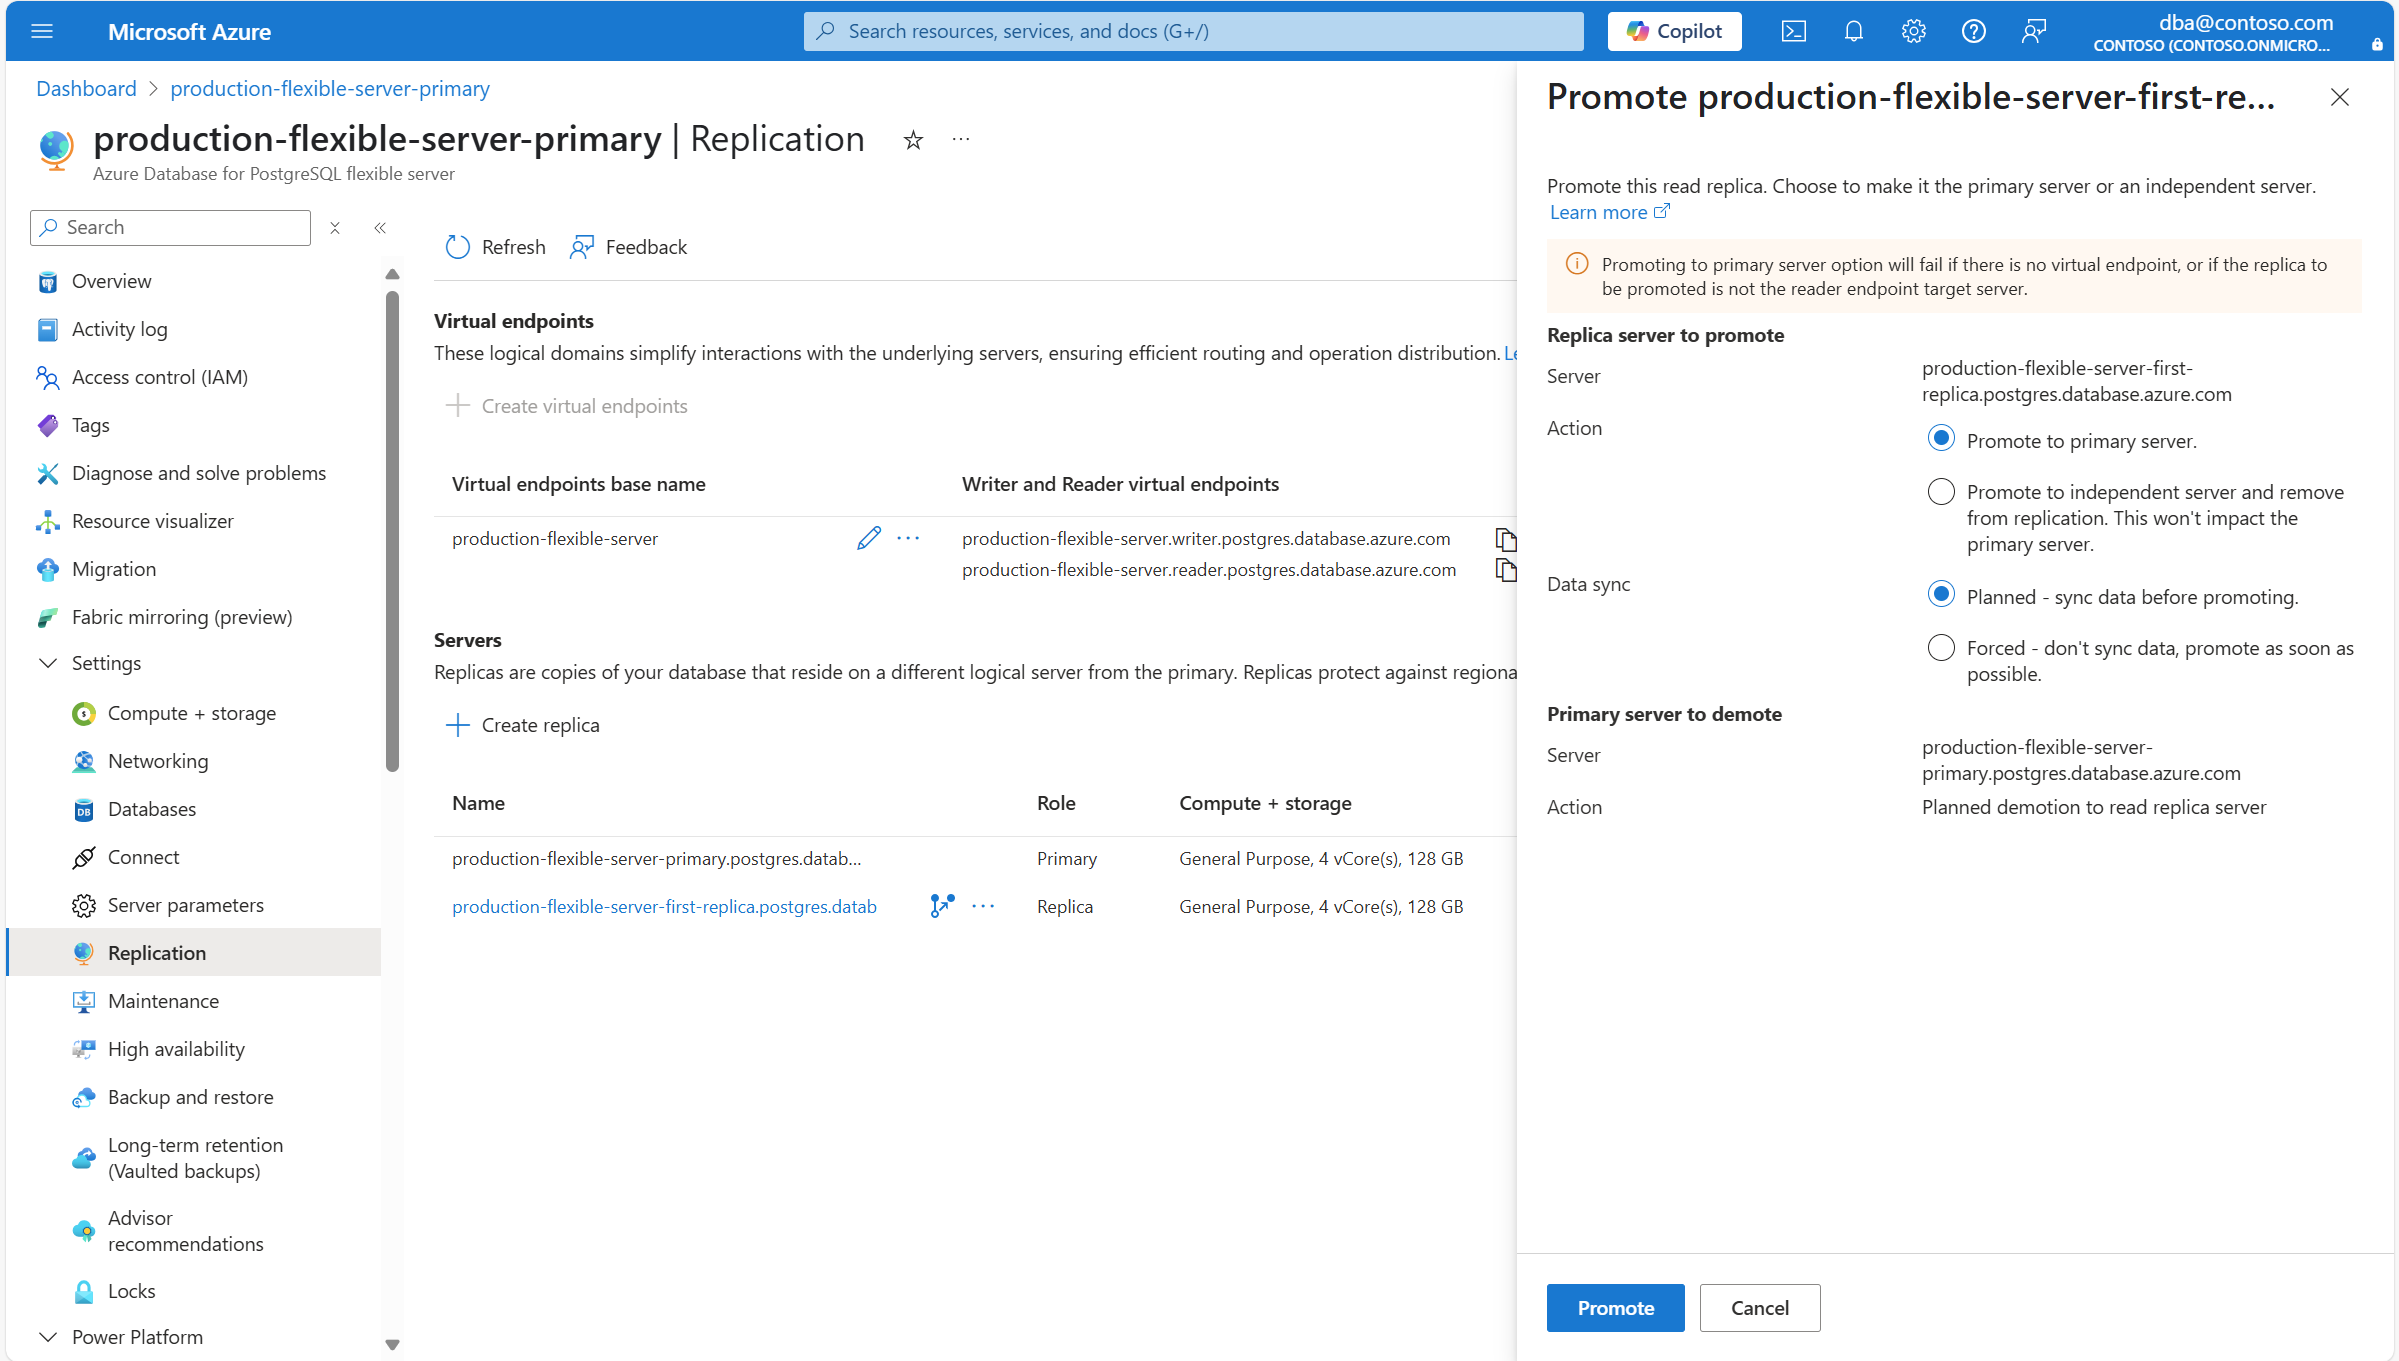 Microsoft Azure
Search resources, services, and docs (G+/)
Copilot
dba@contoso.com
CONTOSO (CONTOSO.ONMICRO...
Dashboard > production-flexible-server-primary
production-flexible-server-primary | Replication
Azure Database for PostgreSQL flexible server
Search
Overview
Activity log
Access control (IAM)
Tags
Diagnose and solve problems
Resource visualizer
Migration
Fabric mirroring (preview)
Settings
Compute + storage
Networking
Databases
Connect
Server parameters
Replication
Maintenance
High availability
Backup and restore
Long-term retention
(Vaulted backups)
Advisor
recommendations
Locks
Power Platform
Refresh
Feedback
Virtual endpoints
These logical domains simplify interactions with the underlying servers, ensuring efficient routing and operation distribution.
Create virtual endpoints
Virtual endpoints base name
Writer and Reader virtual endpoints
production-flexible-server
production-flexible-server.writer.postgres.database.azure.com
production-flexible-server.reader.postgres.database.azure.com
Servers
Replicas are copies of your database that reside on a different logical server from the primary. Replicas protect against regiona
Create replica
Name Role Compute + storage
production-flexible-server-primary.postgres.datab... Primary General Purpose, 4 vCore(s), 128 GB
production-flexible-server-first-replica.postgres.datab ... Replica General Purpose, 4 vCore(s), 128 GB
Promote production-flexible-server-first-re...
Promote this read replica. Choose to make it the primary server or an independent server.
Learn more
Promoting to primary server option will fail if there is no virtual endpoint, or if the replica to
be promoted is not the reader endpoint target server.
Replica server to promote
Server
production-flexible-server-first-
replica.postgres.database.azure.com
Action
Promote to primary server.
Promote to independent server and remove
from replication. This won't impact the
primary server.
Data sync
Planned - sync data before promoting.
Forced - don't sync data, promote as soon as
possible.
Primary server to demote
Server
production-flexible-server-
primary.postgres.database.azure.com
Action
Planned demotion to read replica server
Promote
Cancel